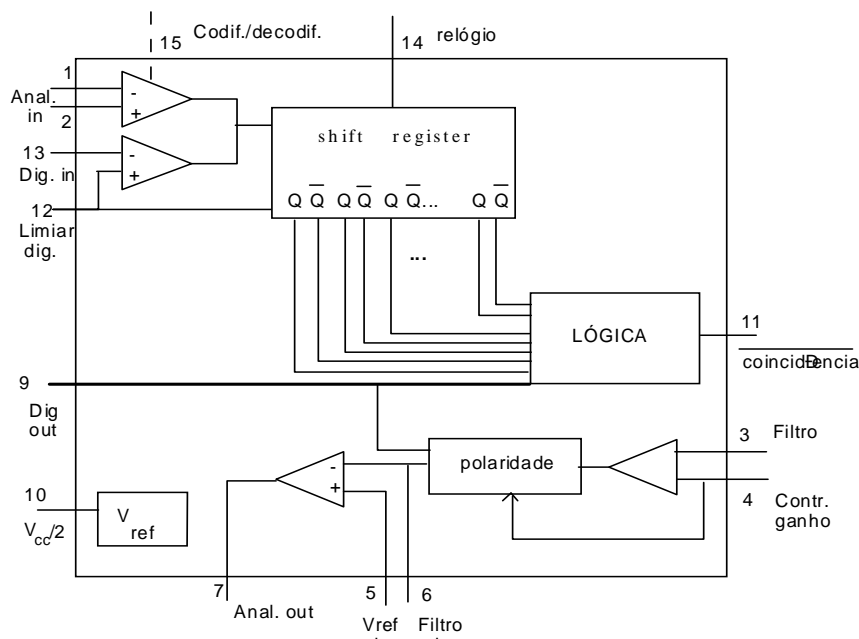 15 Codif./decodif.
14 relógio
1
Anal.
in
2
-
+
13
Dig. in
-
+
12
Limiar
dig.
shift register
Q Q Q Q Q Q... Q Q
...
LÓGICA
11
coincidência
9
Dig
out
3 Filtro
polaridade
4 Contr.
ganho
-
+
10
Vcc/2
V ref
7
Anal. out
5
Vref
6
Filtro